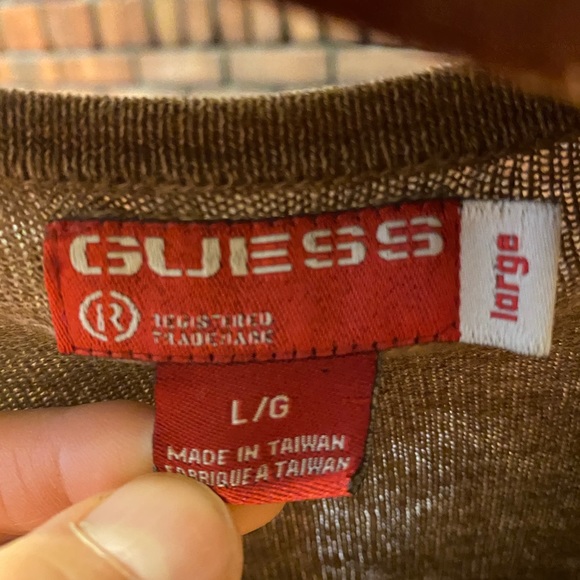 GUESS
®
REGISTERED
TRADEMARK
large
L/G
MADE IN TAIWAN
FABRIQUE A TAIWAN